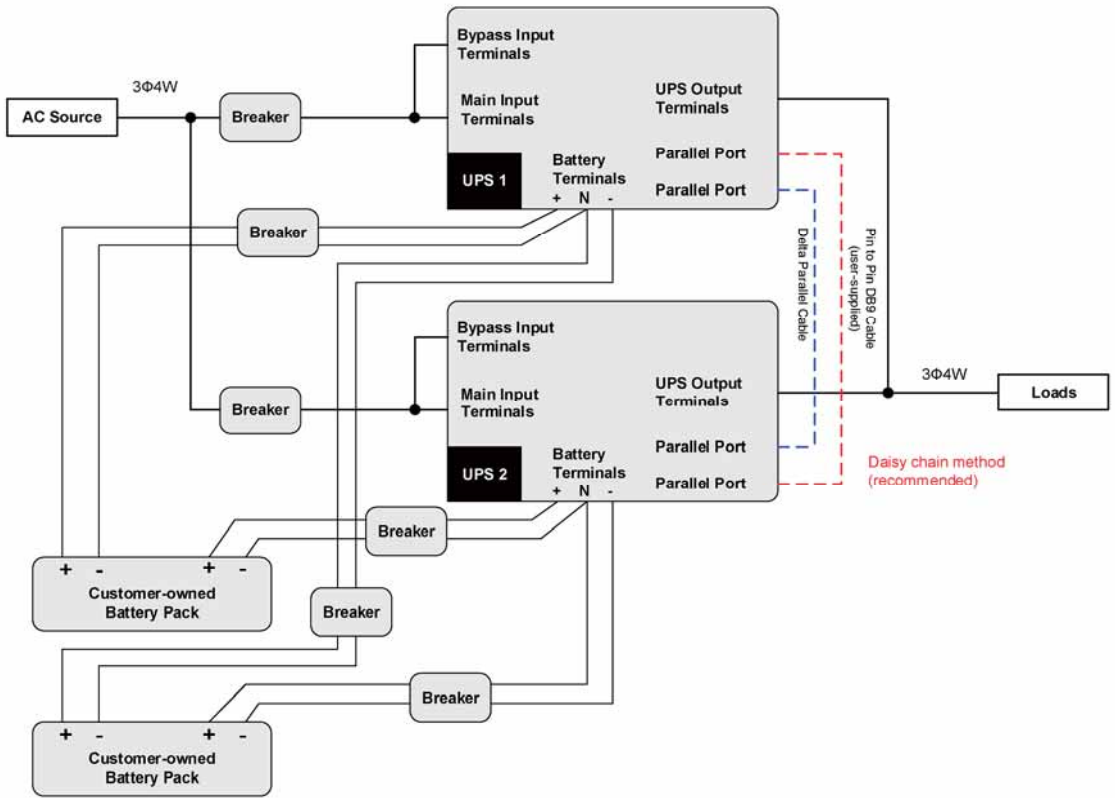 3Φ4W
AC Source
Breaker
Bypass Input
Terminals
Main Input
Terminals
UPS Output
Terminals
UPS 1
Battery
Terminals
+ N -
Parallel Port
Parallel Port
Breaker
Delta Parallel Cable
Pin to Pin DB9 Cable
(user-supplied)
Bypass Input
Terminals
Breaker
Main Input
Terminals
UPS Output
Terminals
3Φ4W
Loads
UPS 2
Battery
Terminals
+ N -
Parallel Port
Parallel Port
Daisy chain method
(recommended)
Breaker
+ - + -
Customer-owned
Battery Pack
Breaker
Breaker
+ - + -
Customer-owned
Battery Pack